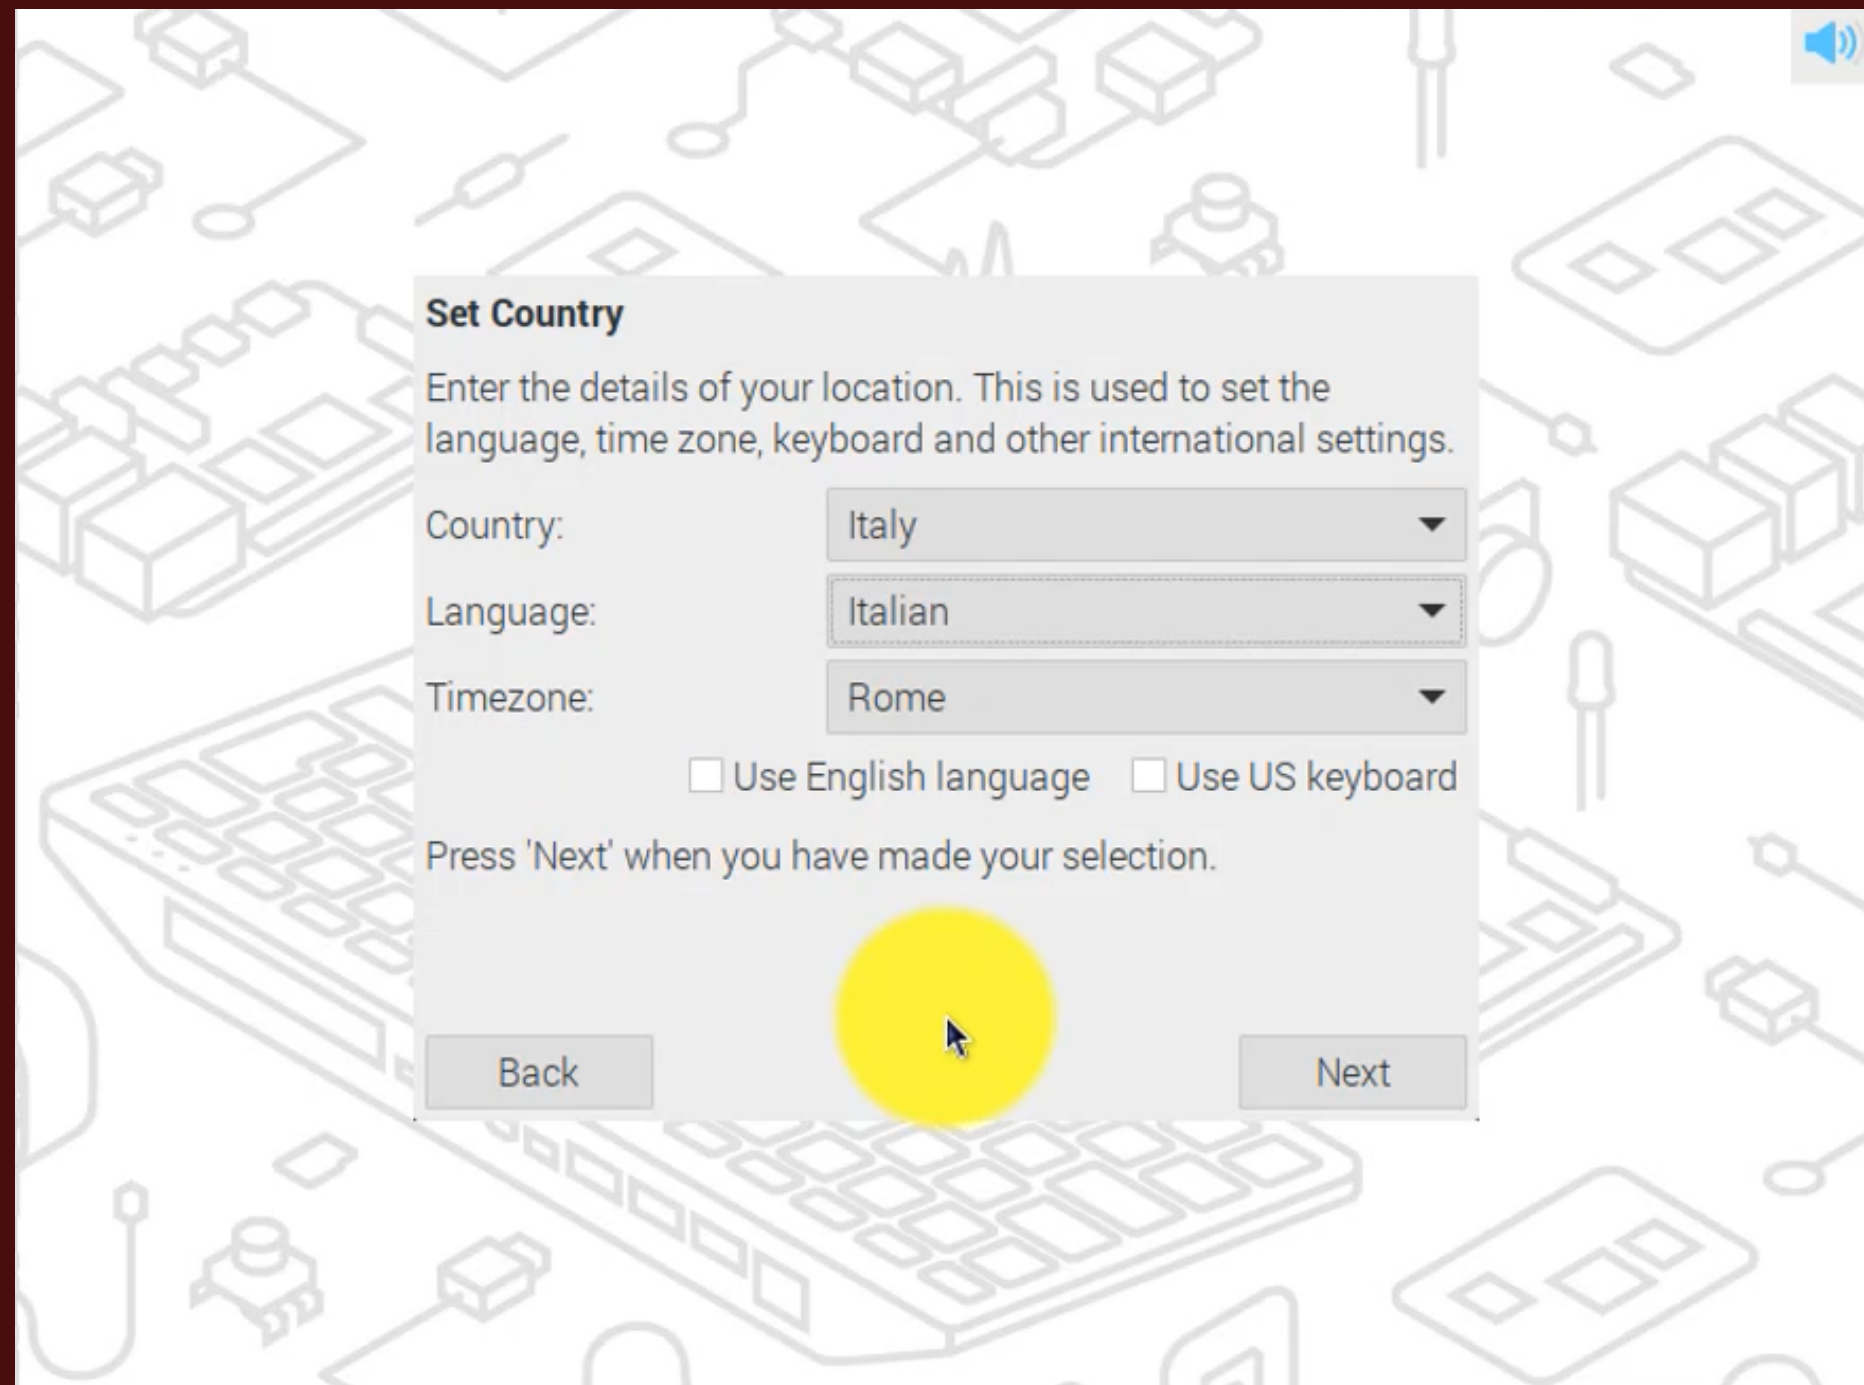 Set Country
Enter the details of your location. This is used to set the
language, time zone, keyboard and other international settings.
Country: Italy
Language: Italian
Timezone: Rome
Use English language Use US keyboard
Press 'Next' when you have made your selection.
Back Next